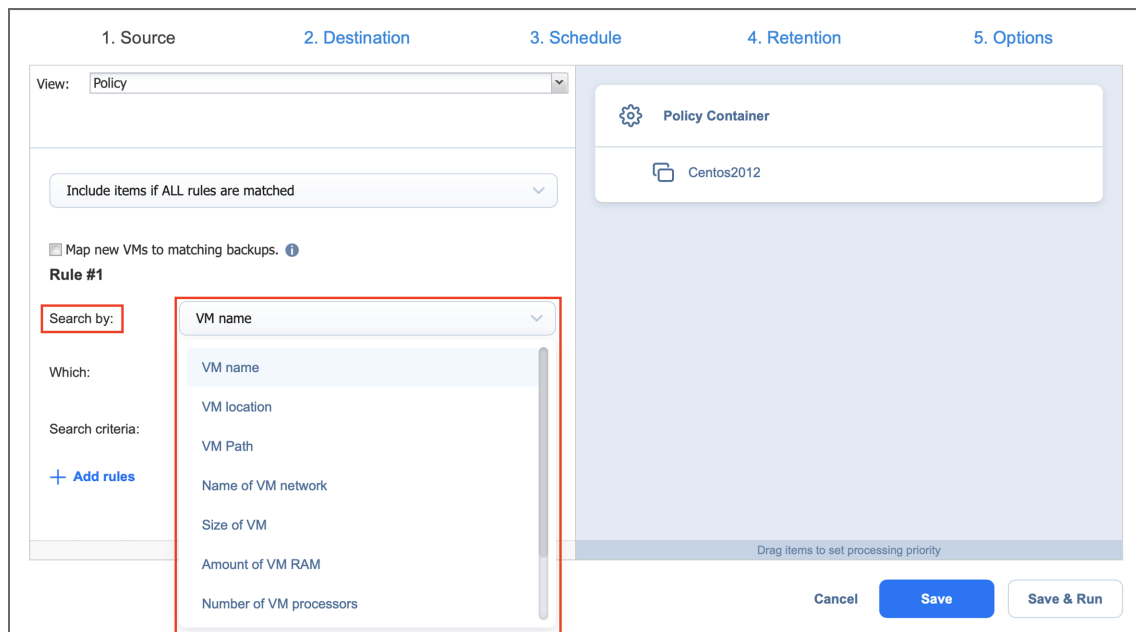 1. Source
2. Destination
3. Schedule
4. Retention
5. Options
View:
Policy
Policy Container
Centos2012
Include items if ALL rules are matched
Map new VMs to matching backups.
Rule #1
Search by:
VM name
VM name
Which:
VM location
Search criteria:
VM Path
Add rules
Name of VM network
Size of VM
Amount of VM RAM
Number of VM processors
Drag items to set processing priority
Cancel
Save
Save & Run